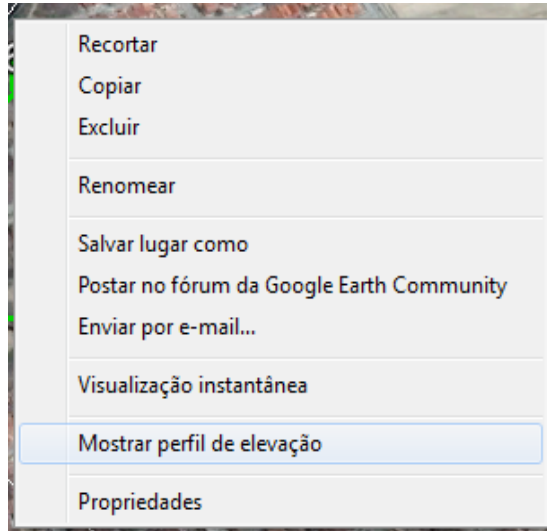 Recortar
Copiar
Excluir
Renomear
Salvar lugar como
Postar no fórum da Google Earth Community
Enviar por e-mail...
Visualização instantânea
Mostrar perfil de elevação
Propriedades